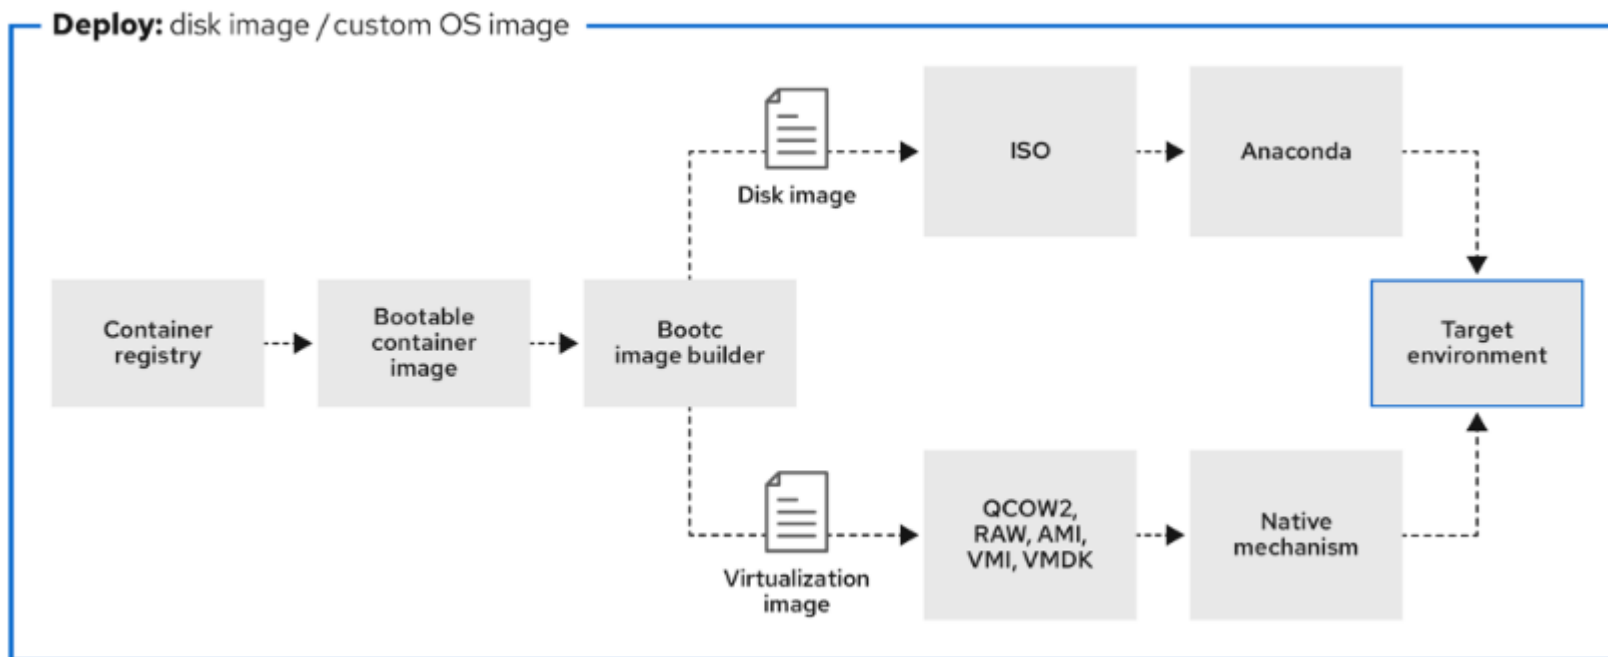 Deploy: disk image / custom OS image
Disk image
ISO
Anaconda
Container
registry
Bootable
container
image
Bootc
image builder
Target
environment
Virtualization
image
QCOW2,
RAW, AMI,
VMI, VMDK
Native
mechanism